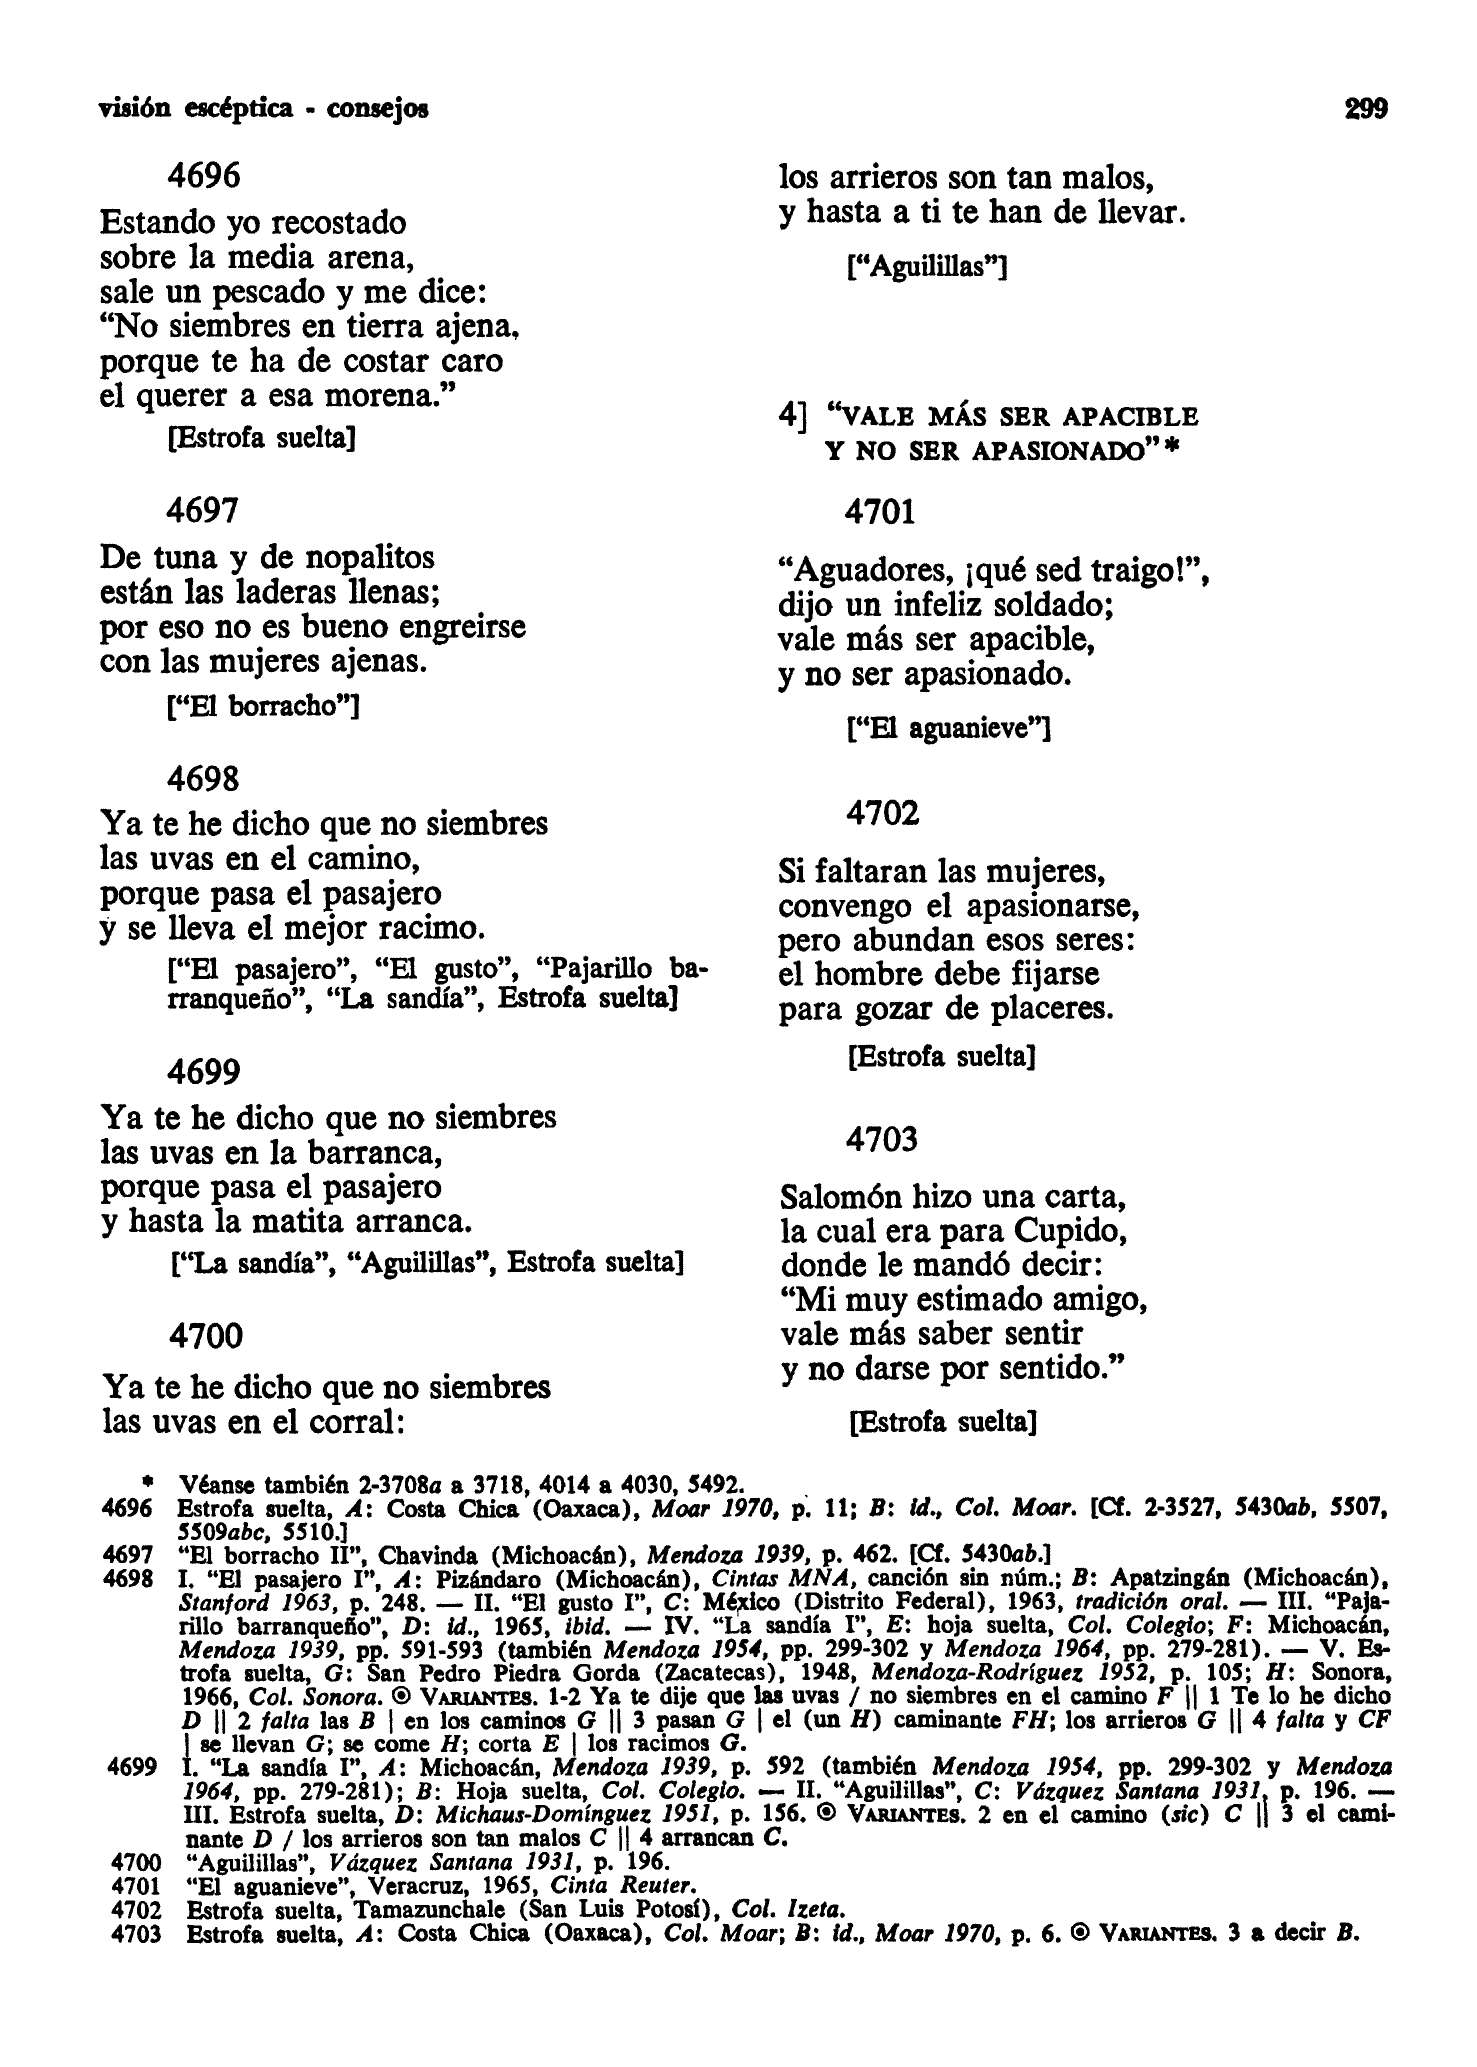 visión escéptica - consejos
299
4696
Estando yo recostado
sobre la media arena,
sale un pescado y me dice:
“No siembres en tierra ajena,
porque te ha de costar caro
el querer a esa morena.”
[Estrofa suelta]
4697
De tuna y de nopalitos
están las laderas llenas;
por eso no es bueno engreirse
con las mujeres ajenas.
[“El borracho”]
4698
Ya te he dicho que no siembres
las uvas en el camino,
porque pasa el pasajero
y se lleva el mejor racimo.
[“El pasajero”, “El gusto”, “Pajarillo ba-
rranqueño”, “La sandía”, Estrofa suelta]
4699
Ya te he dicho que no siembres
las uvas en la barranca,
porque pasa el pasajero
y hasta la matita arranca.
[“La sandía”, “Aguilillas”, Estrofa suelta]
4700
Ya te he dicho que no siembres
las uvas en el corral:
los arrieros son tan malos,
y hasta a ti te han de llevar.
[“Aguilillas”]
4] “VALE MÁS SER APACIBLE
Y NO SER APASIONADO”*
4701
“Aguadores, ¡qué sed traigo!”,
dijo un infeliz soldado;
vale más ser apacible,
y no ser apasionado.
[“El aguanieve”]
4702
Si faltaran las mujeres,
convengo el apasionarse,
pero abundan esos seres:
el hombre debe fijarse
para gozar de placeres.
[Estrofa suelta]
4703
Salomón hizo una carta,
la cual era para Cupido,
donde le mandó decir:
“Mi muy estimado amigo,
vale más saber sentir
y no darse por sentido.”
[Estrofa suelta]
* Véanse también 2-3708a a 3718, 4014 a 4030, 5492.
4696 Estrofa suelta, A: Costa Chica (Oaxaca), Moar 1970, p. 11; B: id., Col. Moar. [Cf. 2-3527, 5430ab, 5507,
5509abc, 5510.]
4697 “El borracho II”, Chavinda (Michoacán), Mendoza 1939, p. 462. [Cf. 5430ab.]
4698 I. “El pasajero I”, A: Pizándaro (Michoacán), Cintas MNA, canción sin núm.; B: Apatzingán (Michoacán),
Stanford 1963, p. 248. — II. “El gusto I”, C: México (Distrito Federal), 1963, tradición oral. — III. “Paja-
rillo barranqueño”, D: id., 1965, ibid. — IV. “La sandía I”, E: hoja suelta, Col. Colegio; F: Michoacán,
Mendoza 1939, pp. 591-593 (también Mendoza 1954, pp. 299-302 y Mendoza 1964, pp. 279-281). — V. Es-
trofa suelta, G: San Pedro Piedra Gorda (Zacatecas), 1948, Mendoza-Rodríguez 1952, p. 105; H: Sonora,
1966, Col. Sonora. ⊙ VARIANTES. 1-2 Ya te dije que las uvas / no siembres en el camino F || 1 Te lo he dicho
D || 2 falta las B | en los caminos G || 3 pasan G | el (un H) caminante FH; los arrieros G || 4 falta y CF
| se llevan G; se come H; corta E | los racimos G.
4699 I. “La sandía I”, A: Michoacán, Mendoza 1939, p. 592 (también Mendoza 1954, pp. 299-302 y Mendoza
1964, pp. 279-281); B: Hoja suelta, Col. Colegio. — II. “Aguilillas”, C: Vázquez Santana 1931, p. 196. —
III. Estrofa suelta, D: Michaus-Domínguez 1951, p. 156. ⊙ VARIANTES. 2 en el camino (sic) C || 3 el cami-
nante D / los arrieros son tan malos C || 4 arrancan C.
4700 “Aguilillas”, Vázquez Santana 1931, p. 196.
4701 “El aguanieve”, Veracruz, 1965, Cinta Reuter.
4702 Estrofa suelta, Tamazunchale (San Luis Potosí), Col. Izeta.
4703 Estrofa suelta, A: Costa Chica (Oaxaca), Col. Moar; B: id., Moar 1970, p. 6. ⊙ VARIANTES. 3 a decir B.